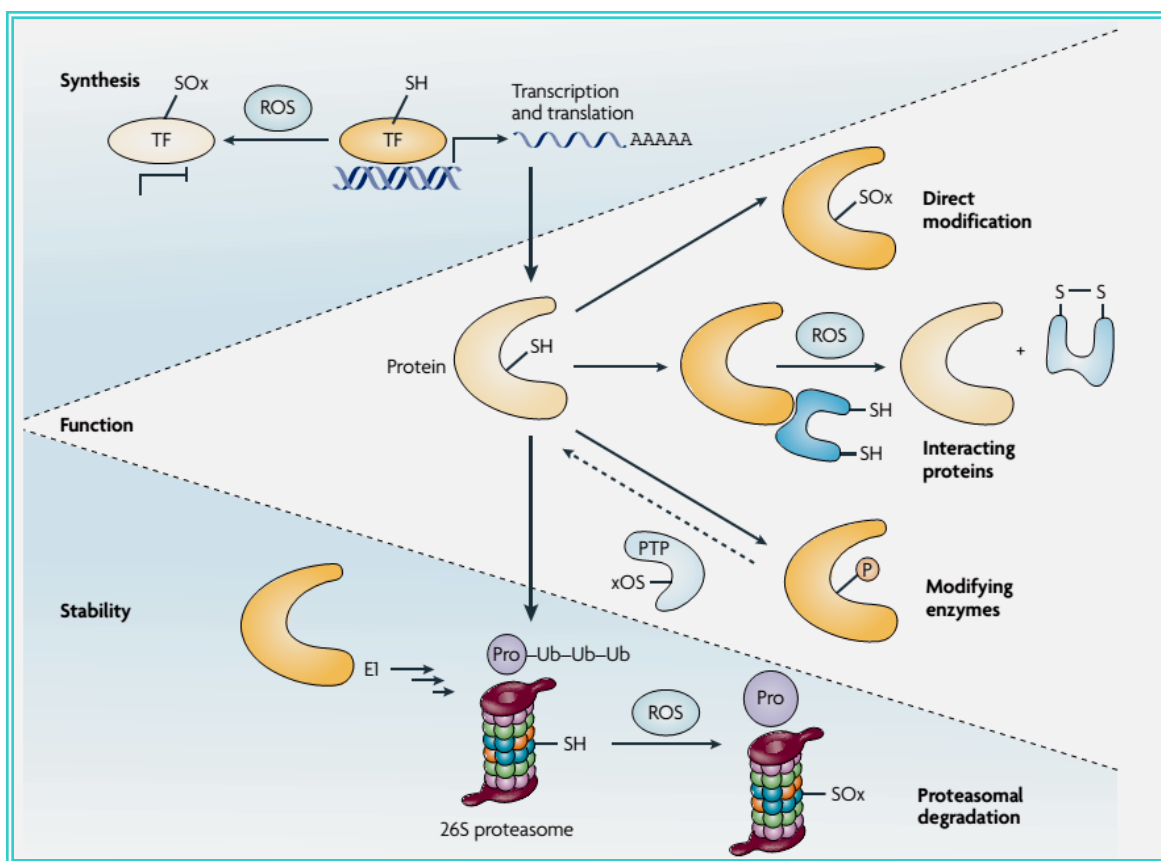 Synthesis
SOx
TF
ROS
SH
TF
Transcription
and translation
AAAAA
SOx
Direct
modification
Protein
SH
ROS
S—S
+
SH
SH
Interacting
proteins
Function
PTP
xOS
P
Modifying
enzymes
Stability
E1
Pro–Ub–Ub–Ub
SH
ROS
Pro
SOx
26S proteasome
Proteasomal
degradation